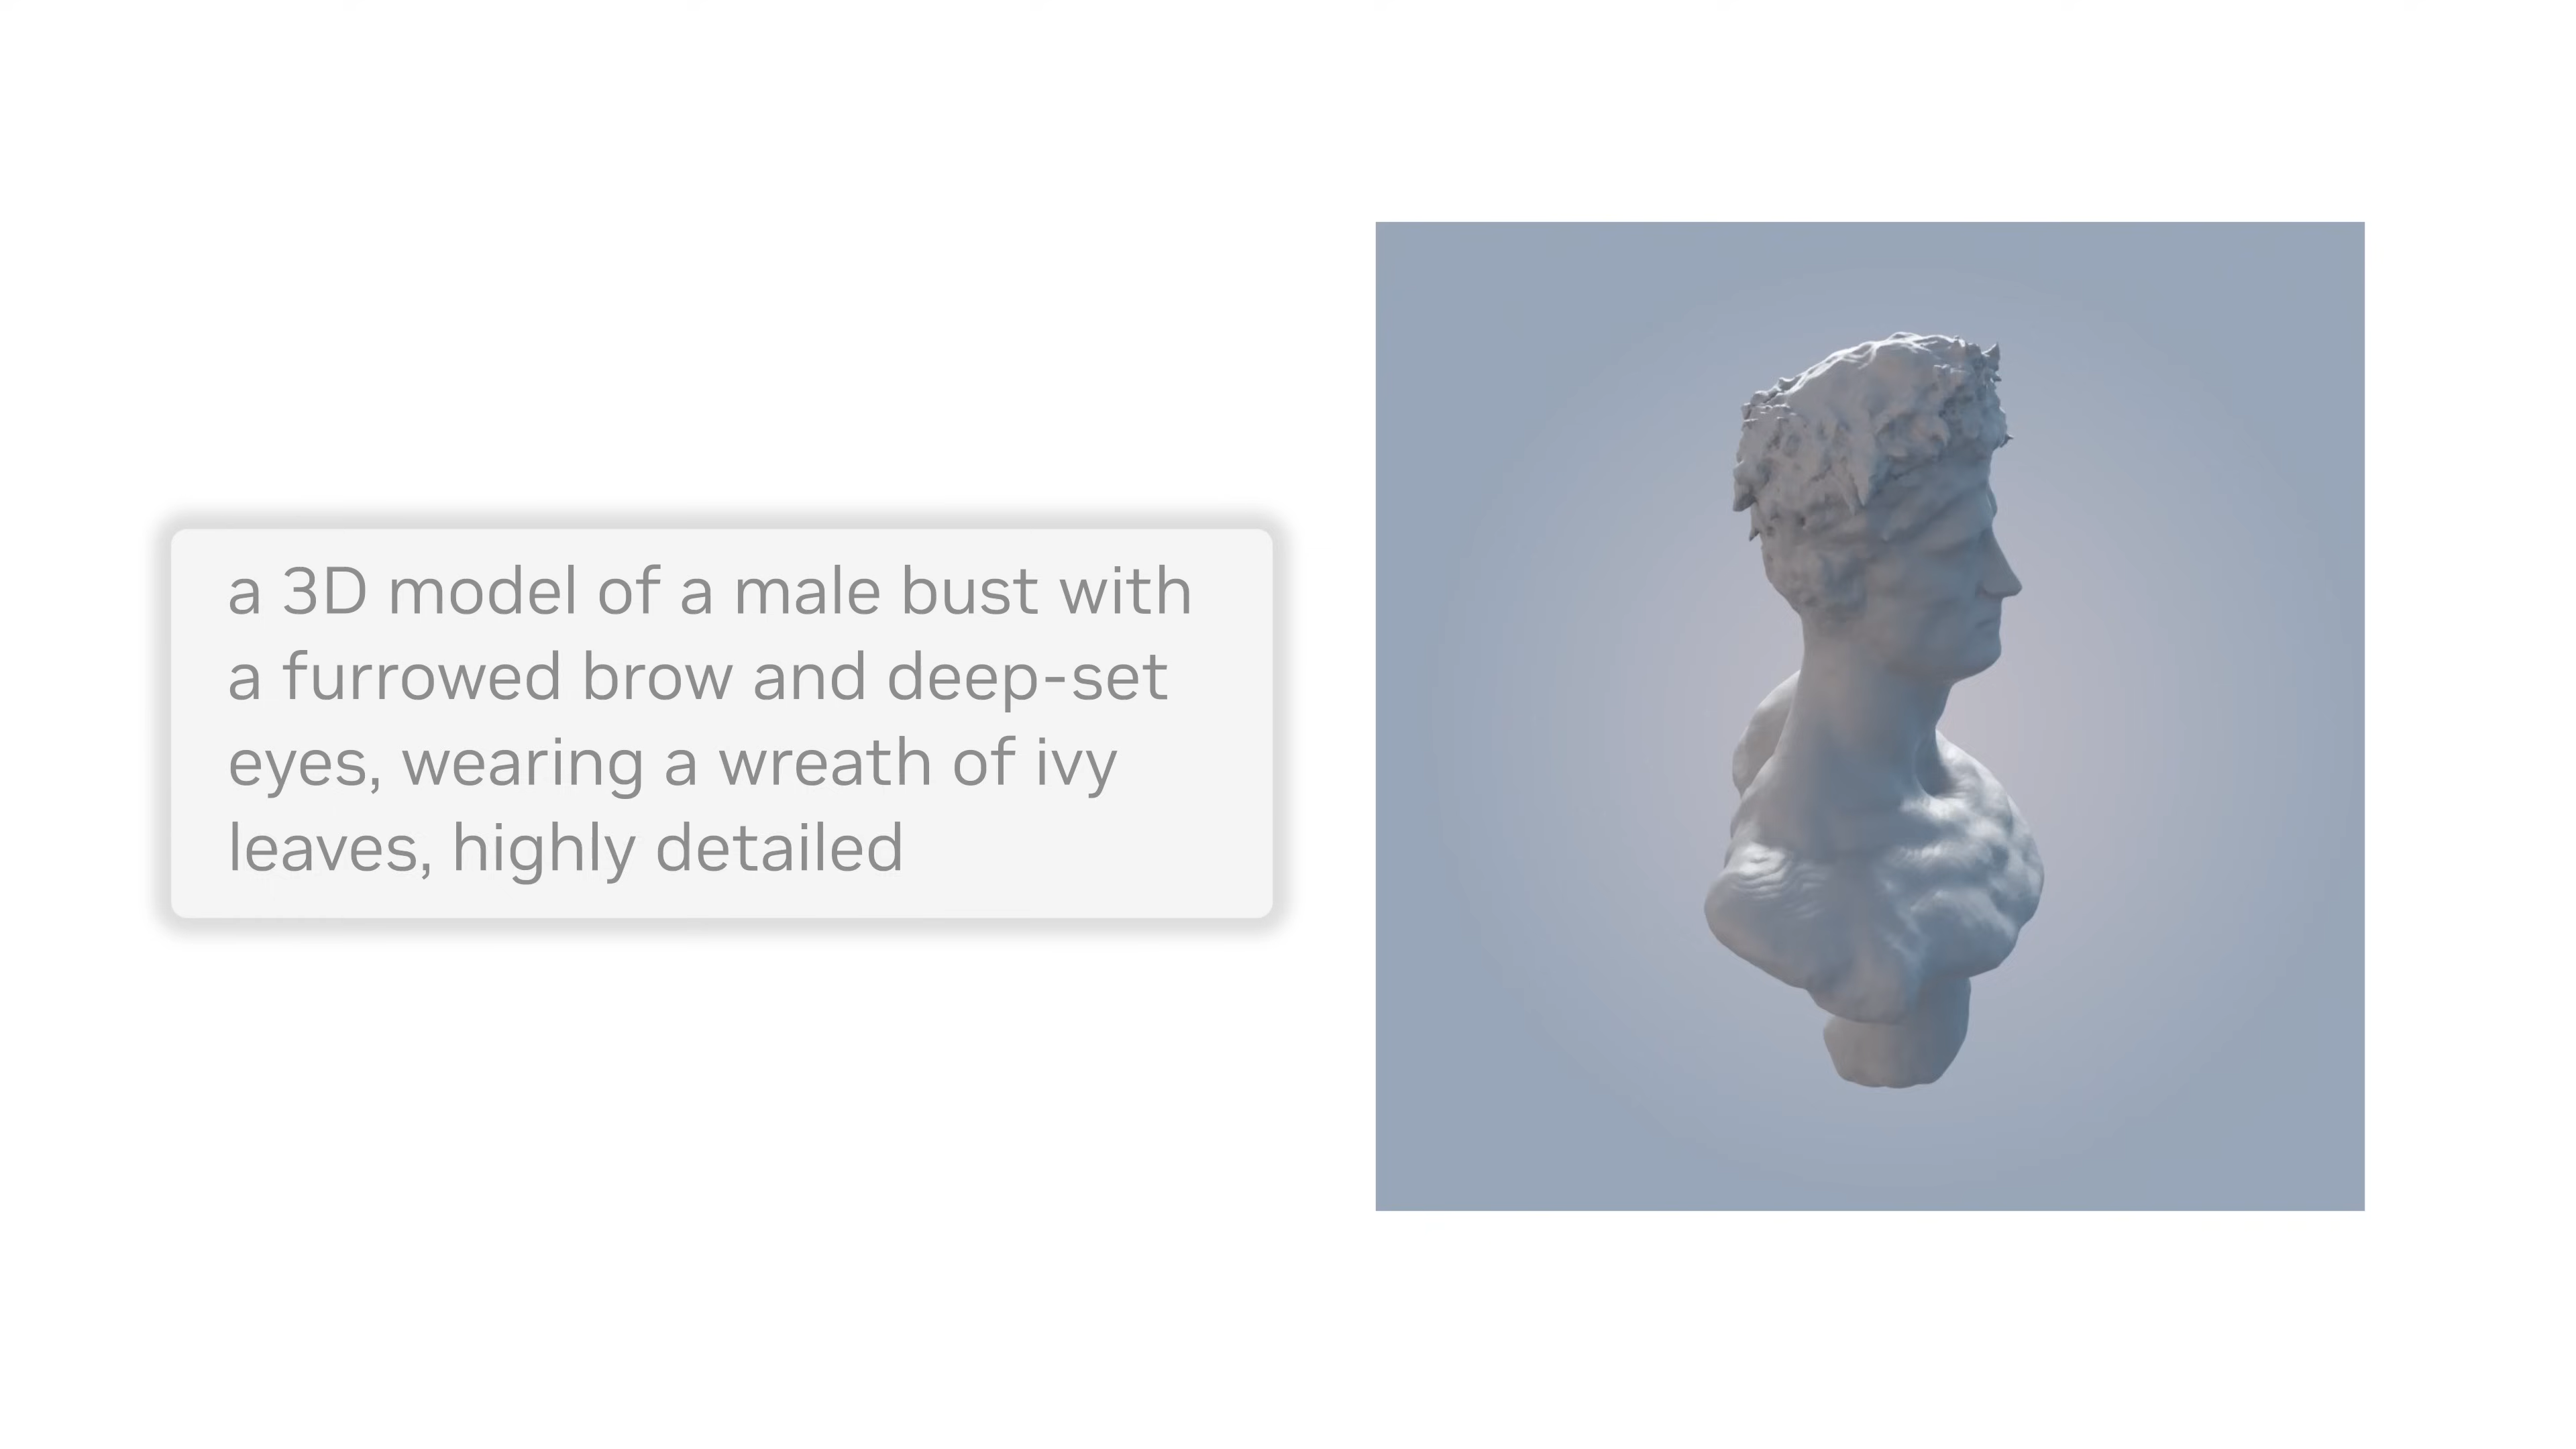 a 3D model of a male bust with
a furrowed brow and deep-set
eyes, wearing a wreath of ivy
leaves, highly detailed